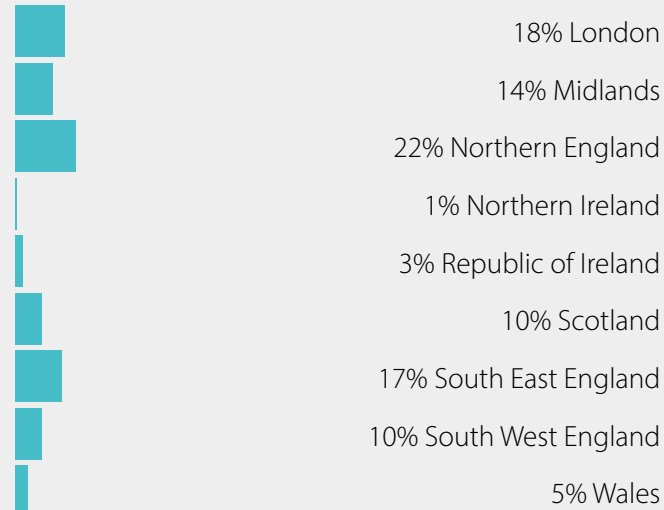 18% London
14% Midlands
22% Northern England
1% Northern Ireland
3% Republic of Ireland
10% Scotland
17% South East England
10% South West England
5% Wales